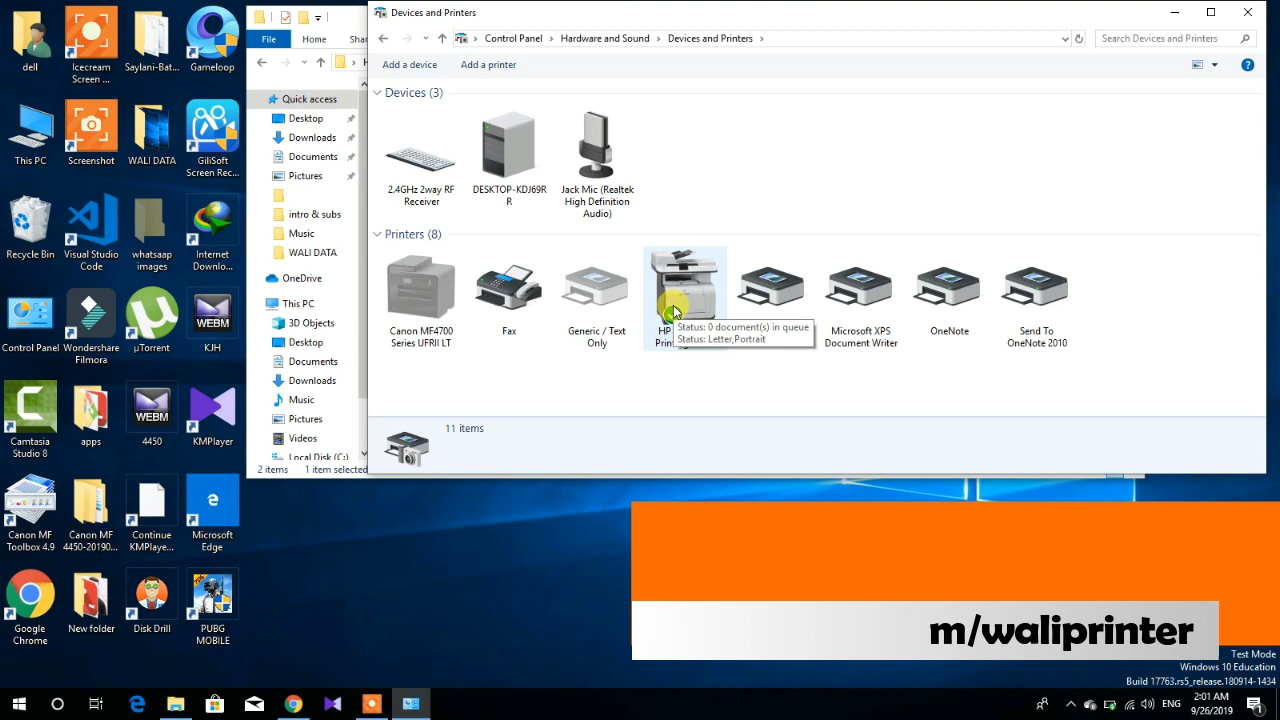 dell
Icecream
Screen ...
Saylani-Bat...
Gameloop
This PC
Screenshot
WALI DATA
GiliSoft
Screen Rec...
Recycle Bin
Visual Studio
Code
whatsaap
images
Internet
Downlo...
Control Panel
Wondershare
Filmora
µTorrent
WEBM
KJH
Camtasia
Studio 8
apps
WEBM
4450
KMPlayer
Canon MF
Toolbox 4.9
Canon MF
4450-20190...
Continue
KMPlaye...
Microsoft
Edge
Google
Chrome
New folder
Disk Drill
PUBG
MOBILE
File
Home
Quick access
Desktop
Downloads
Documents
Pictures
intro & subs
Music
WALI DATA
OneDrive
This PC
3D Objects
Desktop
Documents
Downloads
Music
Pictures
Videos
Local Disk (C:)
2 items
1 item selected
Devices and Printers
Control Panel
Hardware and Sound
Devices and Printers
Search Devices and Printers
Add a device
Add a printer
Devices (3)
2.4GHz 2way RF
Receiver
DESKTOP-KDJ69R
R
Jack Mic (Realtek
High Definition
Audio)
Printers (8)
Canon MF4700
Series UFRII LT
Fax
Generic / Text
Only
HP
Status: 0 document(s) in queue
Status: Letter,Portrait
Microsoft XPS
Document Writer
OneNote
Send To
OneNote 2010
11 items
m/waliprinter
Test Mode
Windows 10 Education
Build 17763.rs5_release.180914-1434
ENG
2:01 AM
9/26/2019
1